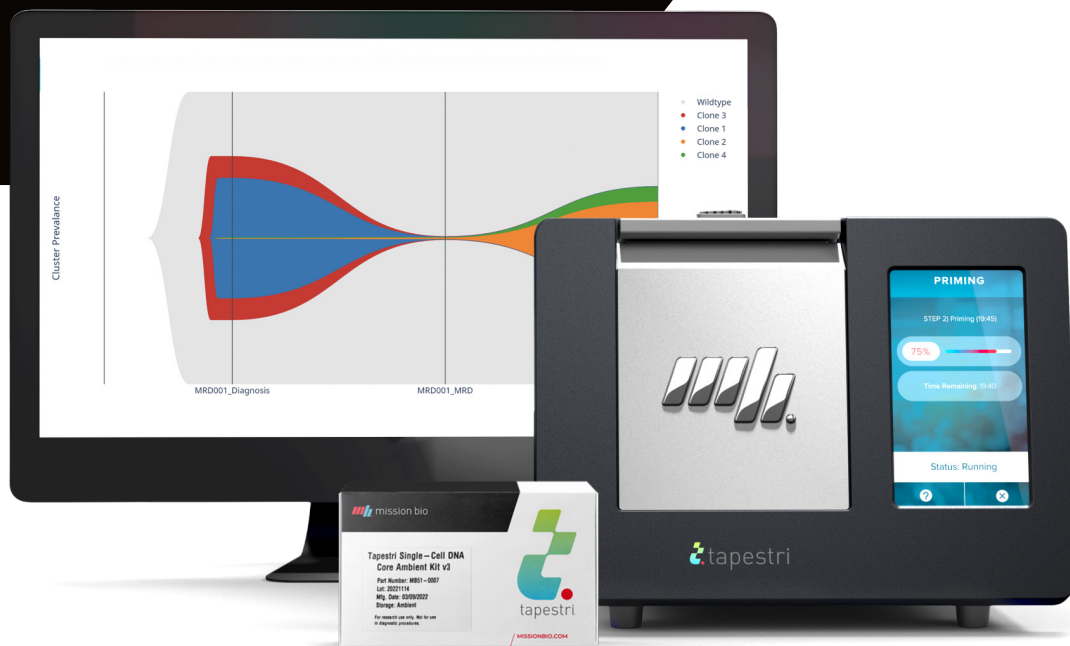 Wildtype
Clone 3
Clone 1
Clone 2
Clone 4
Cluster Prevalance
MRD001_Diagnosis
MRD001_MRD
PRIMING
STEP 2) Priming (19:45)
75%
Time Remaining: 19:40
Status: Running
?
tapestri
mission bio
Tapestri Single-Cell DNA
Core Ambient Kit v3
Part Number: MB51-0007
Lot: 20221114
Mfg. Date: 03/09/2022
Storage: Ambient
For research use only. Not for use
in diagnostic procedures.
tapestri
/ MISSIONBIO.COM